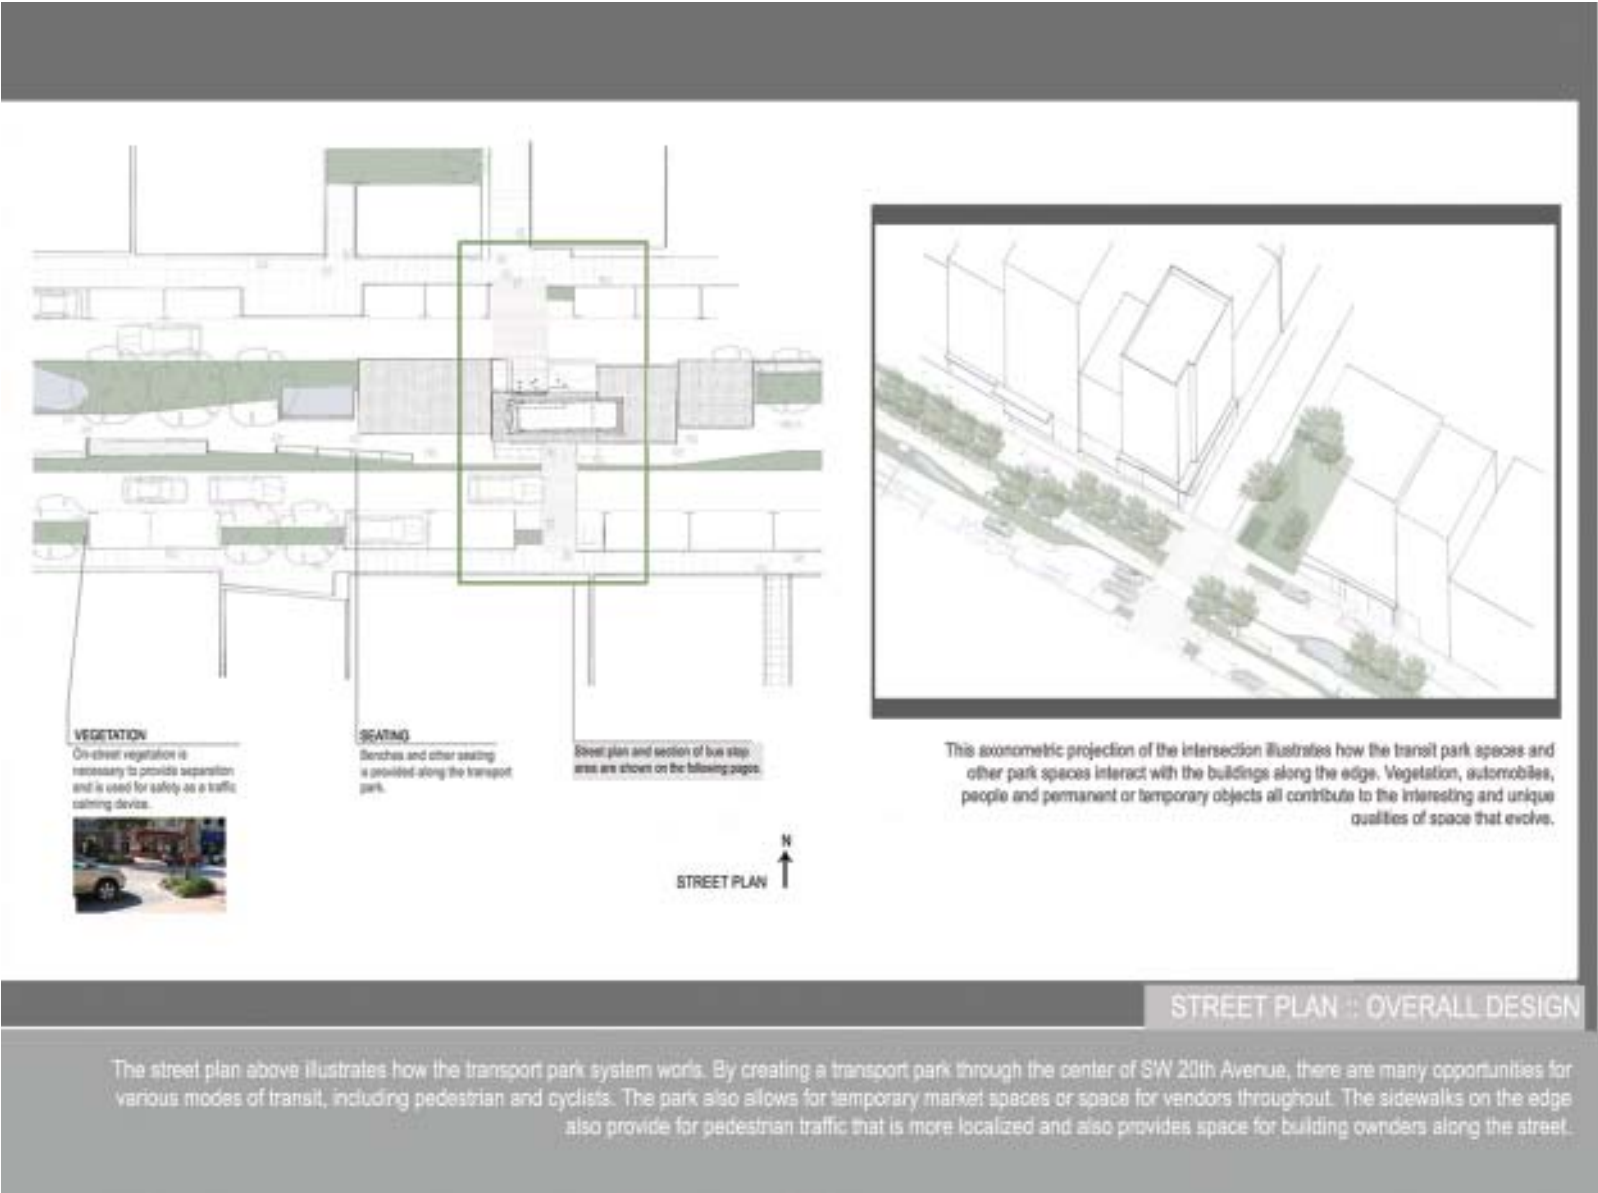 VEGETATION
On-street vegetation is
necessary to provide separation
and is used for safety as a traffic
calming device.
SEATING
Benches and other seating
is provided along the transport
park.
Street plan and section of bus stop
area are shown on the following pages.
N
STREET PLAN
This axonometric projection of the intersection illustrates how the transit park spaces and
other park spaces interact with the buildings along the edge. Vegetation, automobiles,
people and permanent or temporary objects all contribute to the interesting and unique
qualities of space that evolve.
STREET PLAN :: OVERALL DESIGN
The street plan above illustrates how the transport park system works. By creating a transport park through the center of SW 20th Avenue, there are many opportunities for
various modes of transit, including pedestrian and cyclists. The park also allows for temporary market spaces or space for vendors throughout. The sidewalks on the edge
also provide for pedestrian traffic that is more localized and also provides space for building ownders along the street.